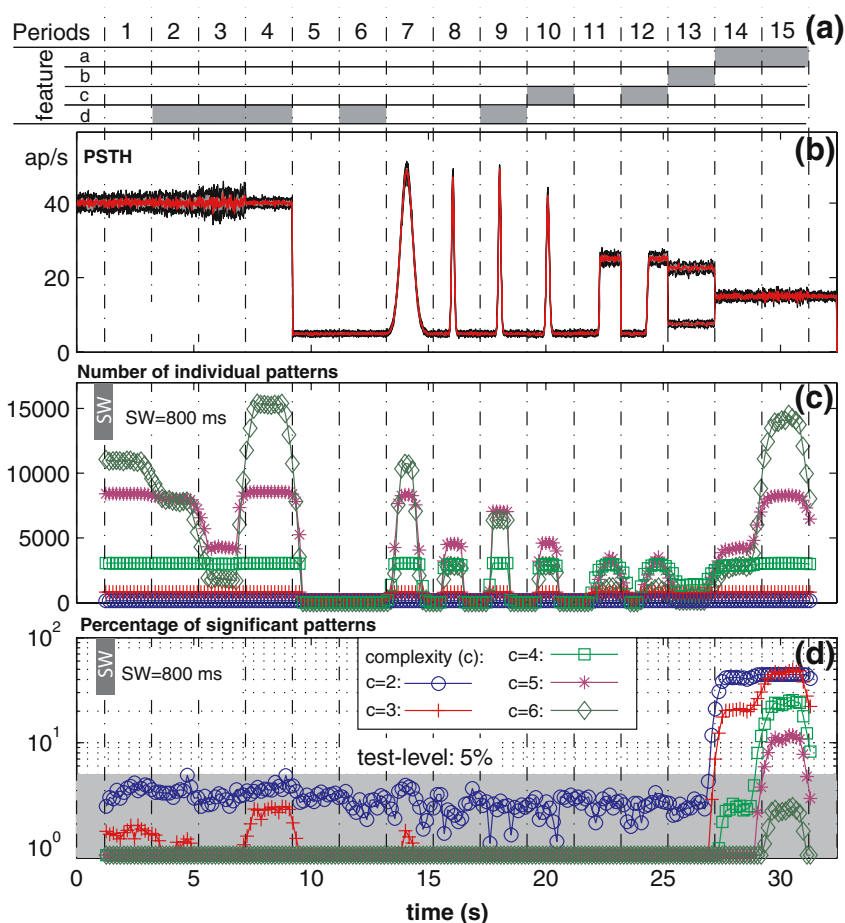 Periods 1 2 3 4 5 6 7 8 9 10 11 12 13 14 15 (a)
feature
a
b
c
d
ap/s PSTH (b)
40
20
0
Number of individual patterns
15000 SW SW=800 ms (c)
10000
5000
0
Percentage of significant patterns
10^2 SW SW=800 ms (d)
complexity (c): c=4:
c=2: c=5:
c=3: c=6:
10^1 test-level: 5%
10^0
0 5 10 15 20 25 30
time (s)